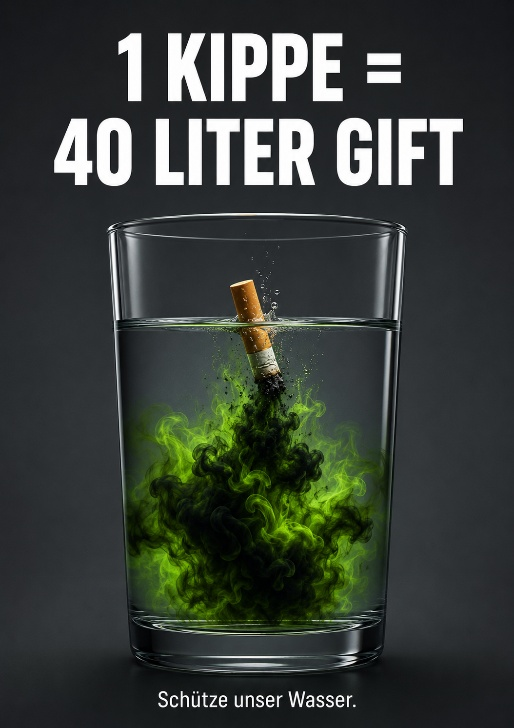 1 KIPPE =
40 LITER GIFT
Schütze unser Wasser.